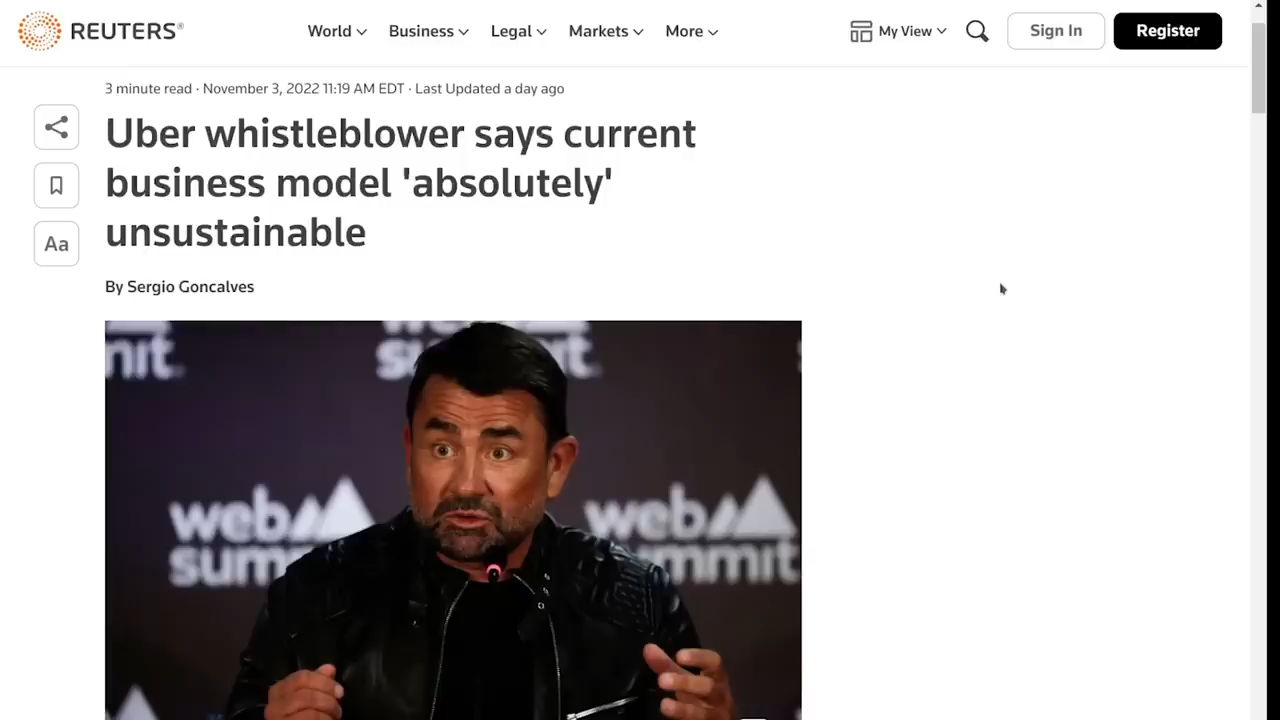 REUTERS®
World
Business
Legal
Markets
More
My View
Sign In
Register
3 minute read · November 3, 2022 11:19 AM EDT · Last Updated a day ago
Uber whistleblower says current
business model 'absolutely'
unsustainable
Aa
By Sergio Goncalves
mit.
web
summit
web
summit